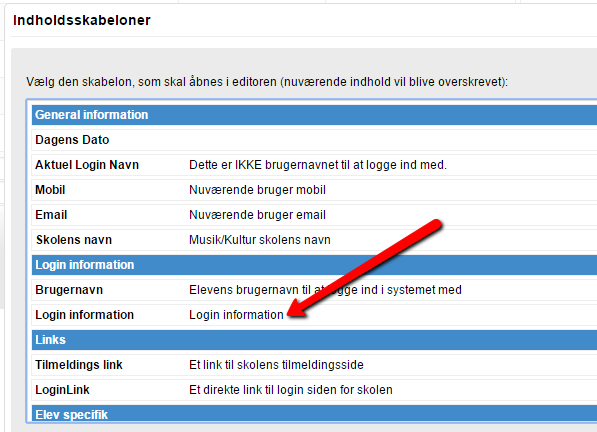 Indholdsskabeloner
Vælg den skabelon, som skal åbnes i editoren (nuværende indhold vil blive overskrevet):
General information
Dagens Dato
Aktuel Login Navn Dette er IKKE brugernavnet til at logge ind med.
Mobil Nuværende bruger mobil
Email Nuværende bruger email
Skolens navn Musik/Kultur skolens navn
Login information
Brugernavn Elevens brugernavn til at logge ind i systemet med
Login information Login information
Links
Tilmeldings link Et link til skolens tilmeldingsside
LoginLink Et direkte link til login siden for skolen
Elev specifik